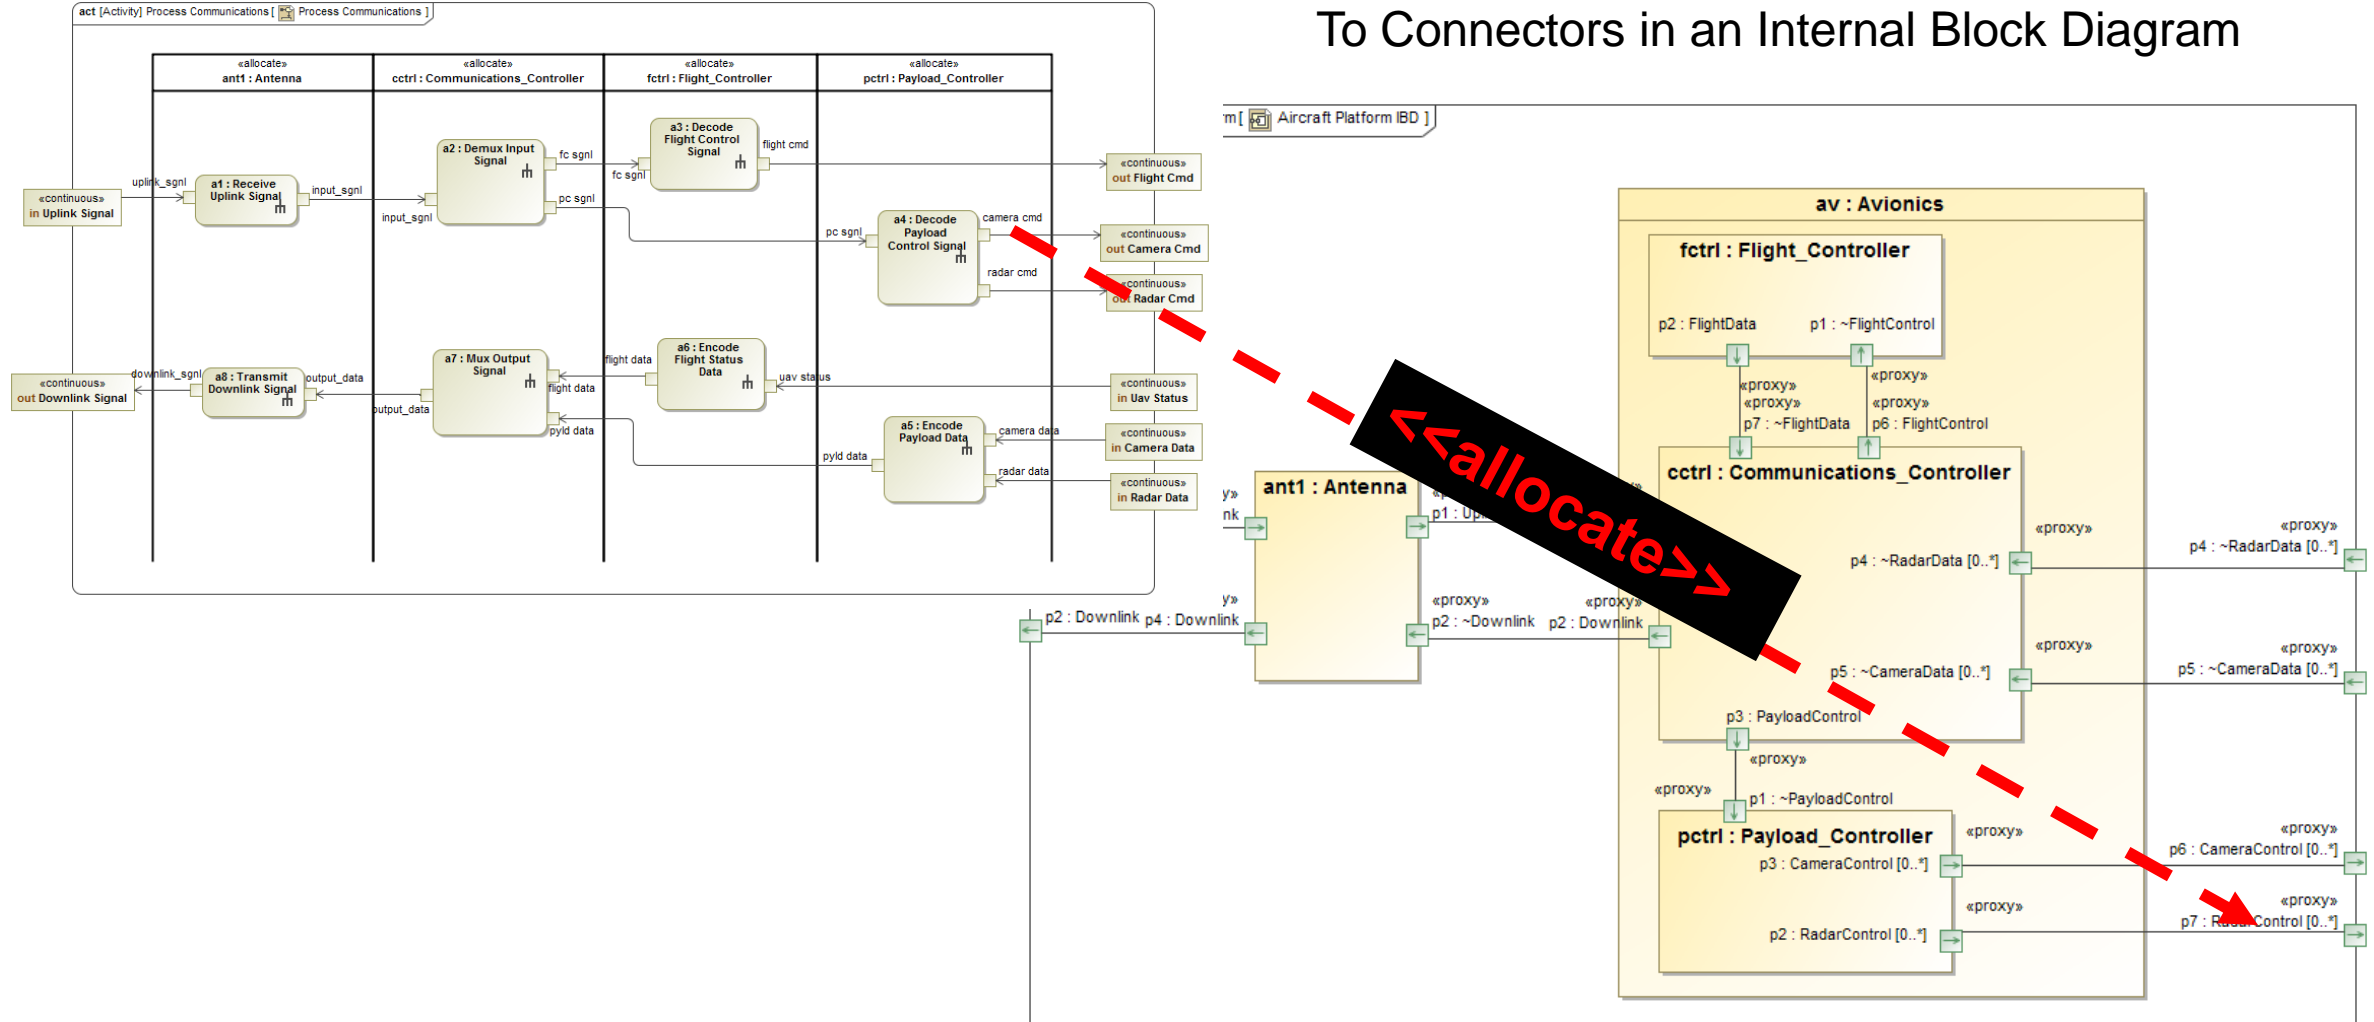 To Connectors in an Internal Block Diagram
act [Activity] Process Communications [ Process Communications ]
«allocate»
ant1 : Antenna
«allocate»
cctrl : Communications_Controller
«allocate»
fctrl : Flight_Controller
«allocate»
pctrl : Payload_Controller
«continuous»
in Uplink Signal
uplink_sgnl
a1 : Receive
Uplink Signal
input_sgnl
input_sgnl
a2 : Demux Input
Signal
fc sgnl
pc sgnl
fc sgnl
a3 : Decode
Flight Control
Signal
flight cmd
«continuous»
out Flight Cmd
pc sgnl
a4 : Decode
Payload
Control Signal
camera cmd
radar cmd
«continuous»
out Camera Cmd
«continuous»
out Radar Cmd
«continuous»
out Downlink Signal
downlink_sgnl
a8 : Transmit
Downlink Signal
output_data
output_data
a7 : Mux Output
Signal
flight data
flight data
pyld data
a6 : Encode
Flight Status
Data
uav status
«continuous»
in Uav Status
pyld data
a5 : Encode
Payload Data
camera data
radar data
«continuous»
in Camera Data
«continuous»
in Radar Data
<<allocate>>
rm [ Aircraft Platform IBD ]
av : Avionics
fctrl : Flight_Controller
p2 : FlightData
p1 : ~FlightControl
«proxy»
«proxy»
«proxy»
«proxy»
p7 : ~FlightData
p6 : FlightControl
cctrl : Communications_Controller
ant1 : Antenna
y»
nk
p1 : Up
«proxy»
p4 : ~RadarData [0..*]
«proxy»
p4 : ~RadarData [0..*]
y»
p2 : Downlink
p4 : Downlink
«proxy»
p2 : ~Downlink
«proxy»
p2 : Downlink
«proxy»
p5 : ~CameraData [0..*]
«proxy»
p5 : ~CameraData [0..*]
p3 : PayloadControl
«proxy»
«proxy»
p1 : ~PayloadControl
pctrl : Payload_Controller
«proxy»
p3 : CameraControl [0..*]
«proxy»
p6 : CameraControl [0..*]
«proxy»
p2 : RadarControl [0..*]
«proxy»
p7 : RadarControl [0..*]